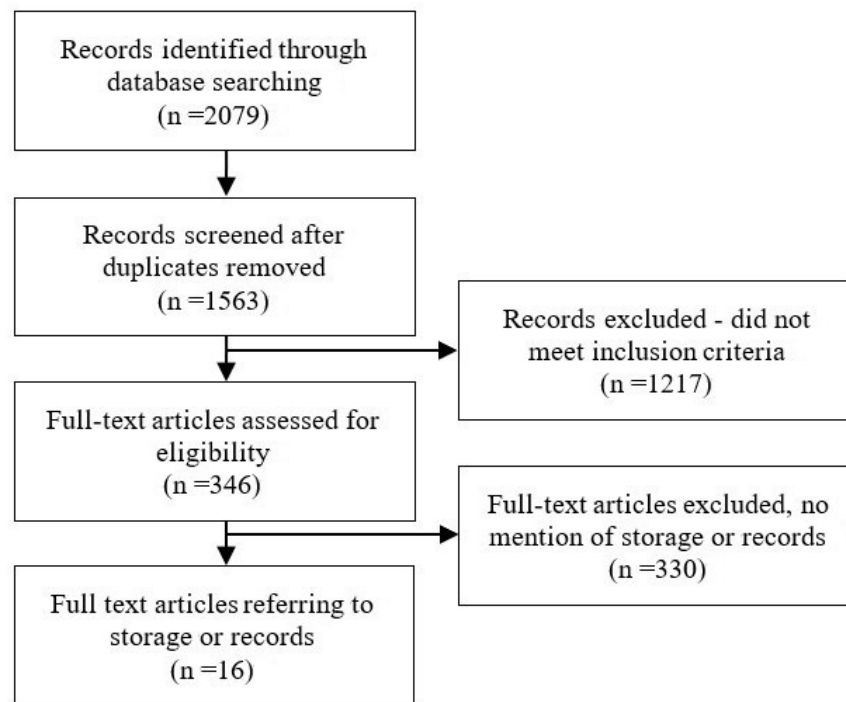 Records identified through
database searching
(n =2079)
Records screened after
duplicates removed
(n =1563)
Records excluded - did not
meet inclusion criteria
(n =1217)
Full-text articles assessed for
eligibility
(n =346)
Full-text articles excluded, no
mention of storage or records
(n =330)
Full text articles referring to
storage or records
(n =16)